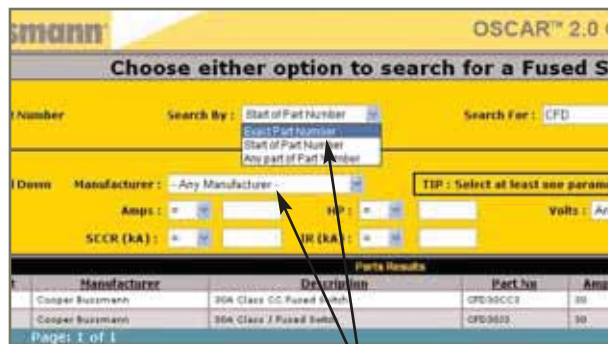 smann
OSCAR™ 2.0
Choose either option to search for a Fused S
t Number Search By : Start of Part Number Search For : CFD
Exact Part Number
Start of Part Number
Any part of Part Number
l Down Manufacturer : - Any Manufacturer - TIP : Select at least one param
Amps : = HP : = Volts : An
SCCR (kA) : = IR (kA) : =
Parts Results
Manufacturer Description Part No Amp
Cooper Bussmann 30A Class CC Fused Switch CFD30CC3 30
Cooper Bussmann 30A Class J Fused Switch CFD30J3 30
Page: 1 of 1